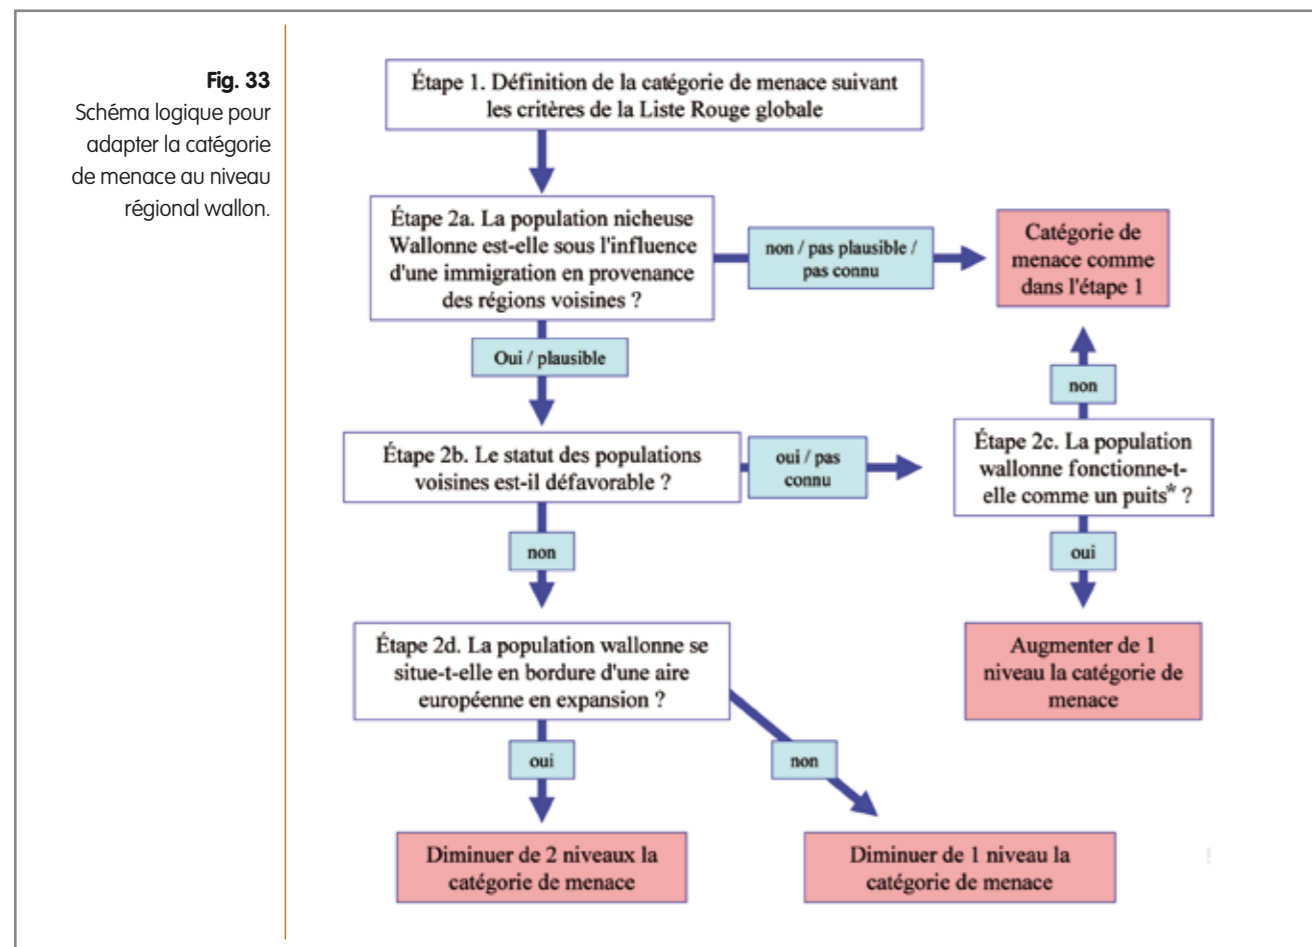 Fig. 33
Schéma logique pour
adapter la catégorie
de menace au niveau
régional wallon.
Étape 1. Définition de la catégorie de menace suivant
les critères de la Liste Rouge globale
Étape 2a. La population nicheuse
Wallonne est-elle sous l'influence
d'une immigration en provenance
des régions voisines ?
non / pas plausible /
pas connu
Catégorie de
menace comme
dans l'étape 1
Oui / plausible
non
Étape 2b. Le statut des populations
voisines est-il défavorable ?
oui / pas
connu
Étape 2c. La population
wallonne fonctionne-t-
elle comme un puits* ?
non
oui
Étape 2d. La population wallonne se
situe-t-elle en bordure d'une aire
européenne en expansion ?
Augmenter de 1
niveau la catégorie de
menace
oui
non
Diminuer de 2 niveaux la
catégorie de menace
Diminuer de 1 niveau la
catégorie de menace